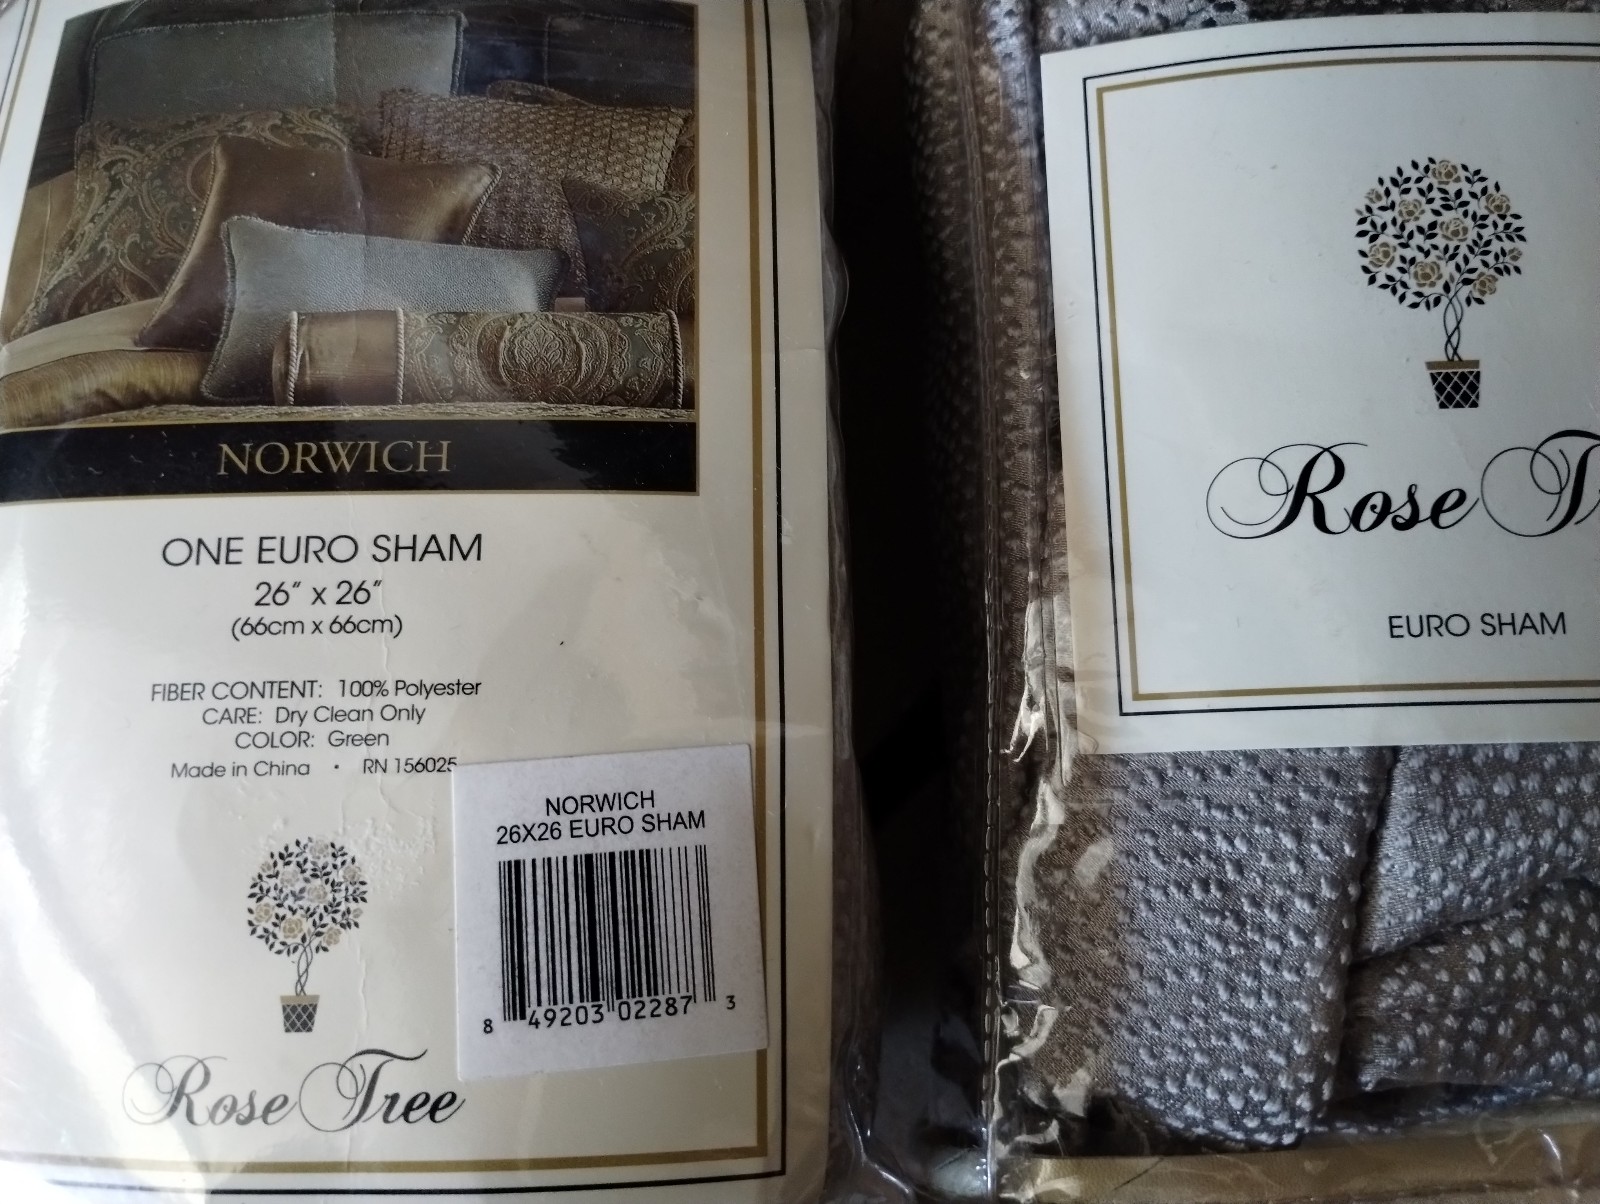 NORWICH
ONE EURO SHAM
26" x 26"
(66cm x 66cm)
FIBER CONTENT: 100% Polyester
CARE: Dry Clean Only
COLOR: Green
Made in China • RN 156025
NORWICH
26X26 EURO SHAM
8 49203 02287 3
Rose Tree
Rose T
EURO SHAM